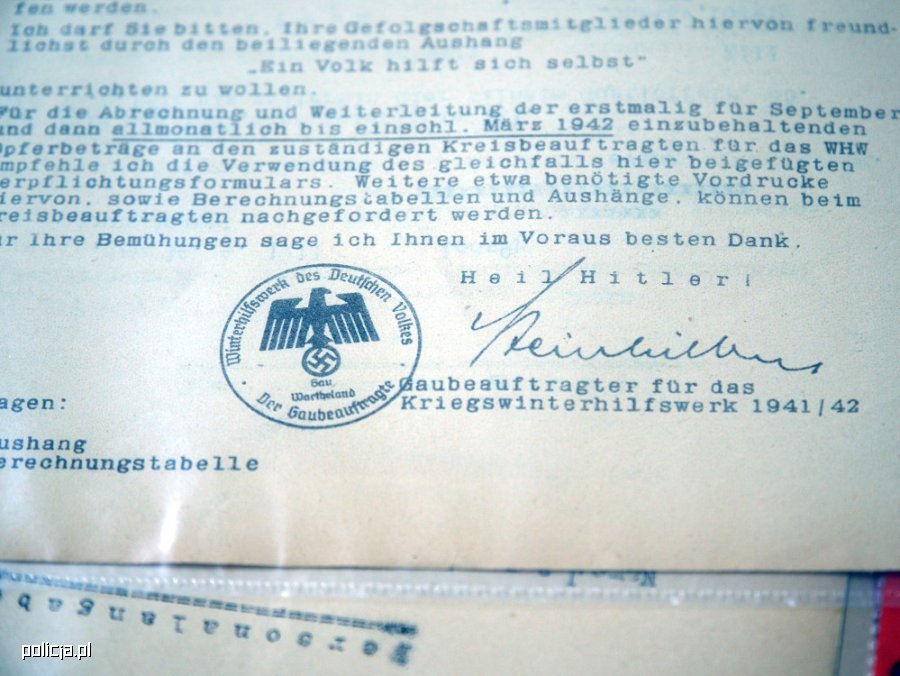 fen werden.
Ich darf Sie bitten, Ihre Gefolgschaftsmitglieder hiervon freund-
lichst durch den beiliegenden Aushang
„Ein Volk hilft sich selbst"
unterrichten zu wollen.
Für die Abrechnung und Weiterleitung der erstmalig für September
und dann allmonatlich bis einschl. März 1942 einzubehaltenden
Opferbeträge an den zuständigen Kreisbeauftragten für das WHW
empfehle ich die Verwendung des gleichfalls hier beigefügten
erpflichtungsformulars. Weitere etwa benötigte Vordrucke
iervon, sowie Berechnungstabellen und Aushänge, können beim
reisbeauftragten nachgefordert werden.
ür Ihre Bemühungen sage ich Ihnen im Voraus besten Dank.
Heil Hitler!
Winterhilfswerk des Deutschen Volkes
Gau
Wartheland
Der Gaubeauftragte
Gaubeauftragter für das
Kriegswinterhilfswerk 1941/42
agen:
ushang
erechnungstabelle
Personalangabe
policja.pl